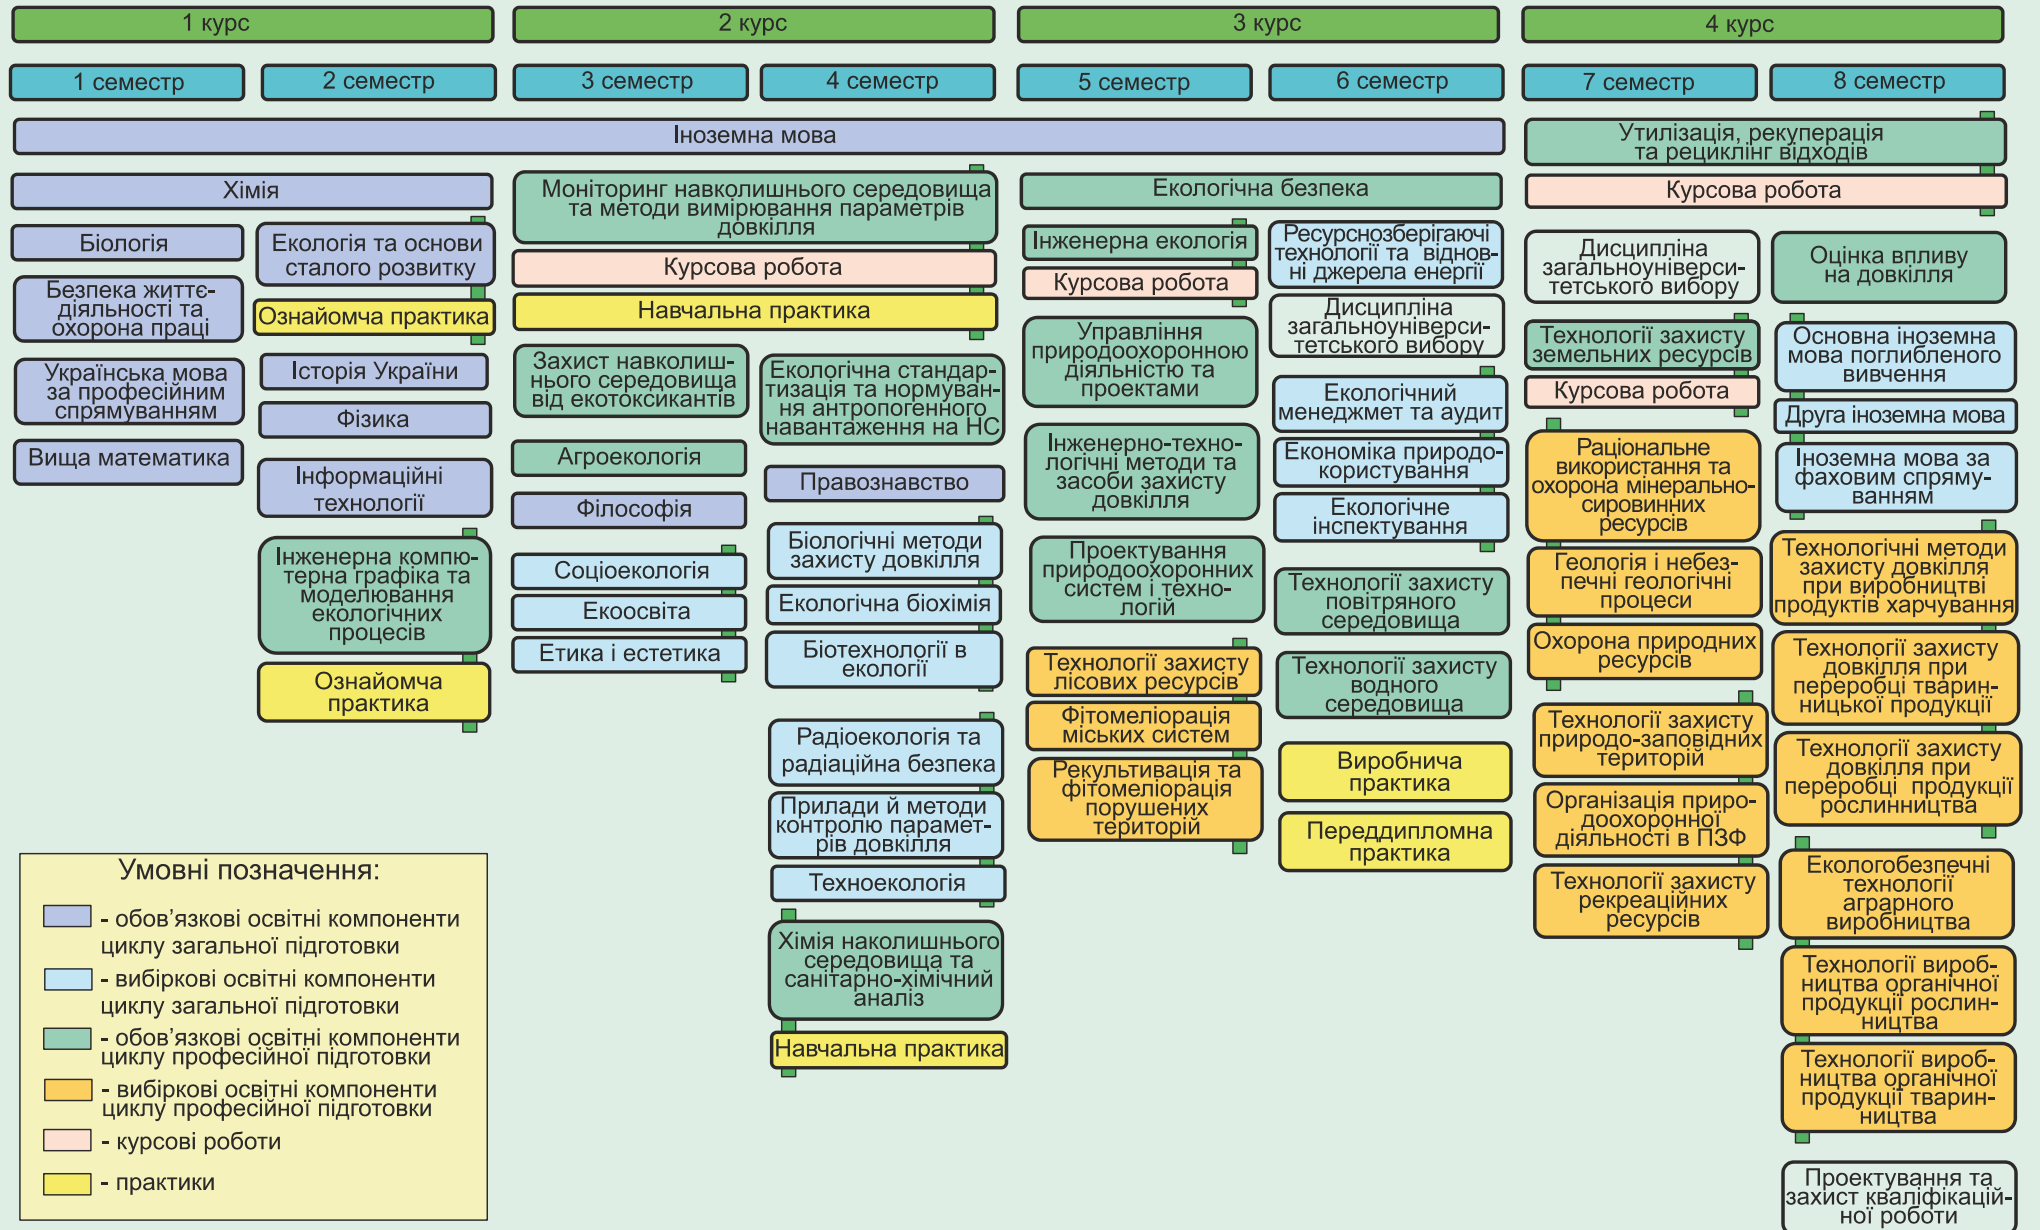 1 курс
2 курс
3 курс
4 курс
1 семестр
2 семестр
3 семестр
4 семестр
5 семестр
6 семестр
7 семестр
8 семестр
Іноземна мова
Хімія
Біологія
Безпека життє-
діяльності та
охорона праці
Українська мова
за професійним
спрямуванням
Вища математика
Екологія та основи
сталого розвитку
Ознайомча практика
Історія України
Фізика
Інформаційні
технології
Інженерна компю-
терна графіка та
моделювання
екологічних
процесів
Ознайомча
практика
Моніторинг навколишнього середовища
та методи вимірювання параметрів
довкілля
Курсова робота
Навчальна практика
Захист навколиш-
нього середовища
від екотоксикантів
Агроекологія
Філософія
Соціоекологія
Екоосвіта
Етика і естетика
Екологічна стандар-
тизація та нормуван-
ня антропогенного
навантаження на НС
Правознавство
Біологічні методи
захисту довкілля
Екологічна біохімія
Біотехнології в
екології
Радіоекологія та
радіаційна безпека
Прилади й методи
контролю парамет-
рів довкілля
Техноекологія
Хімія наколишнього
середовища та
санітарно-хімічний
аналіз
Навчальна практика
Екологічна безпека
Інженерна екологія
Курсова робота
Управління
природоохоронною
діяльністю та
проектами
Інженерно-техно-
логічні методи та
засоби захисту
довкілля
Проектування
природоохоронних
систем і техно-
логій
Технології захисту
лісових ресурсів
Фітомеліорація
міських систем
Рекультивація та
фітомеліорація
порушених
територій
Ресурснозберігаючі
технології та віднов-
ні джерела енергії
Дисципліна
загальноуніверси-
тетського вибору
Екологічний
менеджмет та аудит
Економіка природо-
користування
Екологічне
інспектування
Технології захисту
повітряного
середовища
Технології захисту
водного
середовища
Виробнича
практика
Переддипломна
практика
Утилізація, рекуперація
та рециклінг відходів
Курсова робота
Дисципліна
загальноуніверси-
тетського вибору
Технології захисту
земельних ресурсів
Курсова робота
Раціональне
використання та
охорона мінерально-
сировинних
ресурсів
Геологія і небез-
печні геологічні
процеси
Охорона природних
ресурсів
Технології захисту
природо-заповідних
територій
Організація приро-
доохоронної
діяльності в ПЗФ
Технології захисту
рекреаційних
ресурсів
Оцінка впливу
на довкілля
Основна іноземна
мова поглибленого
вивчення
Друга іноземна мова
Іноземна мова за
фаховим спряму-
ванням
Технологічні методи
захисту довкілля
при виробництві
продуктів харчування
Технології захисту
довкілля при
переробці тварин-
ницької продукції
Технології захисту
довкілля при
переробці продукції
рослинництва
Екологобезпечні
технології
аграрного
виробництва
Технології вироб-
ництва органічної
продукції рослин-
ництва
Технології вироб-
ництва органічної
продукції тварин-
ництва
Проектування та
захист кваліфікацій-
ної роботи
Умовні позначення:
- обов’язкові освітні компоненти
циклу загальної підготовки
- вибіркові освітні компоненти
циклу загальної підготовки
- обов’язкові освітні компоненти
циклу професійної підготовки
- вибіркові освітні компоненти
циклу професійної підготовки
- курсові роботи
- практики